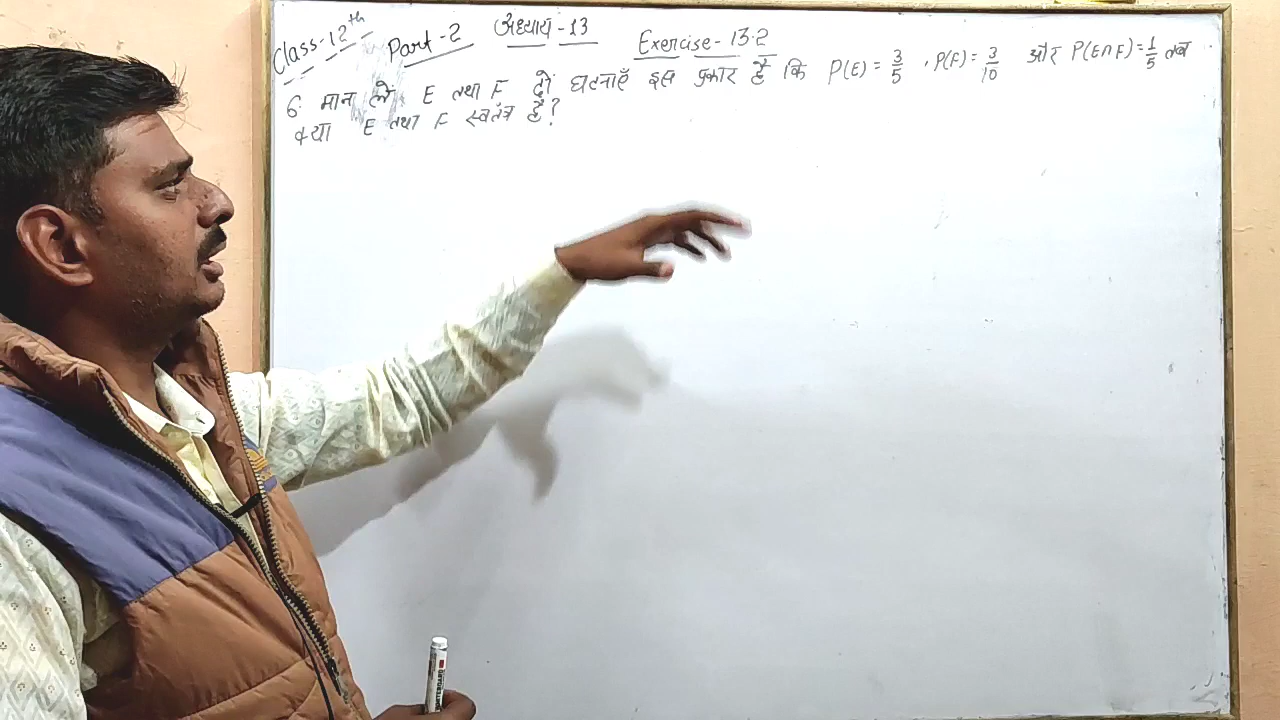 Class-12th Part-2 अध्याय-13 Exercise-13.2
6. मान लें E तथा F दो घटनाएँ इस प्रकार है कि P(E) = 3/5 , P(F) = 3/10 और P(E∩F) = 1/5 तब
क्या E तथा F स्वतंत्र है?